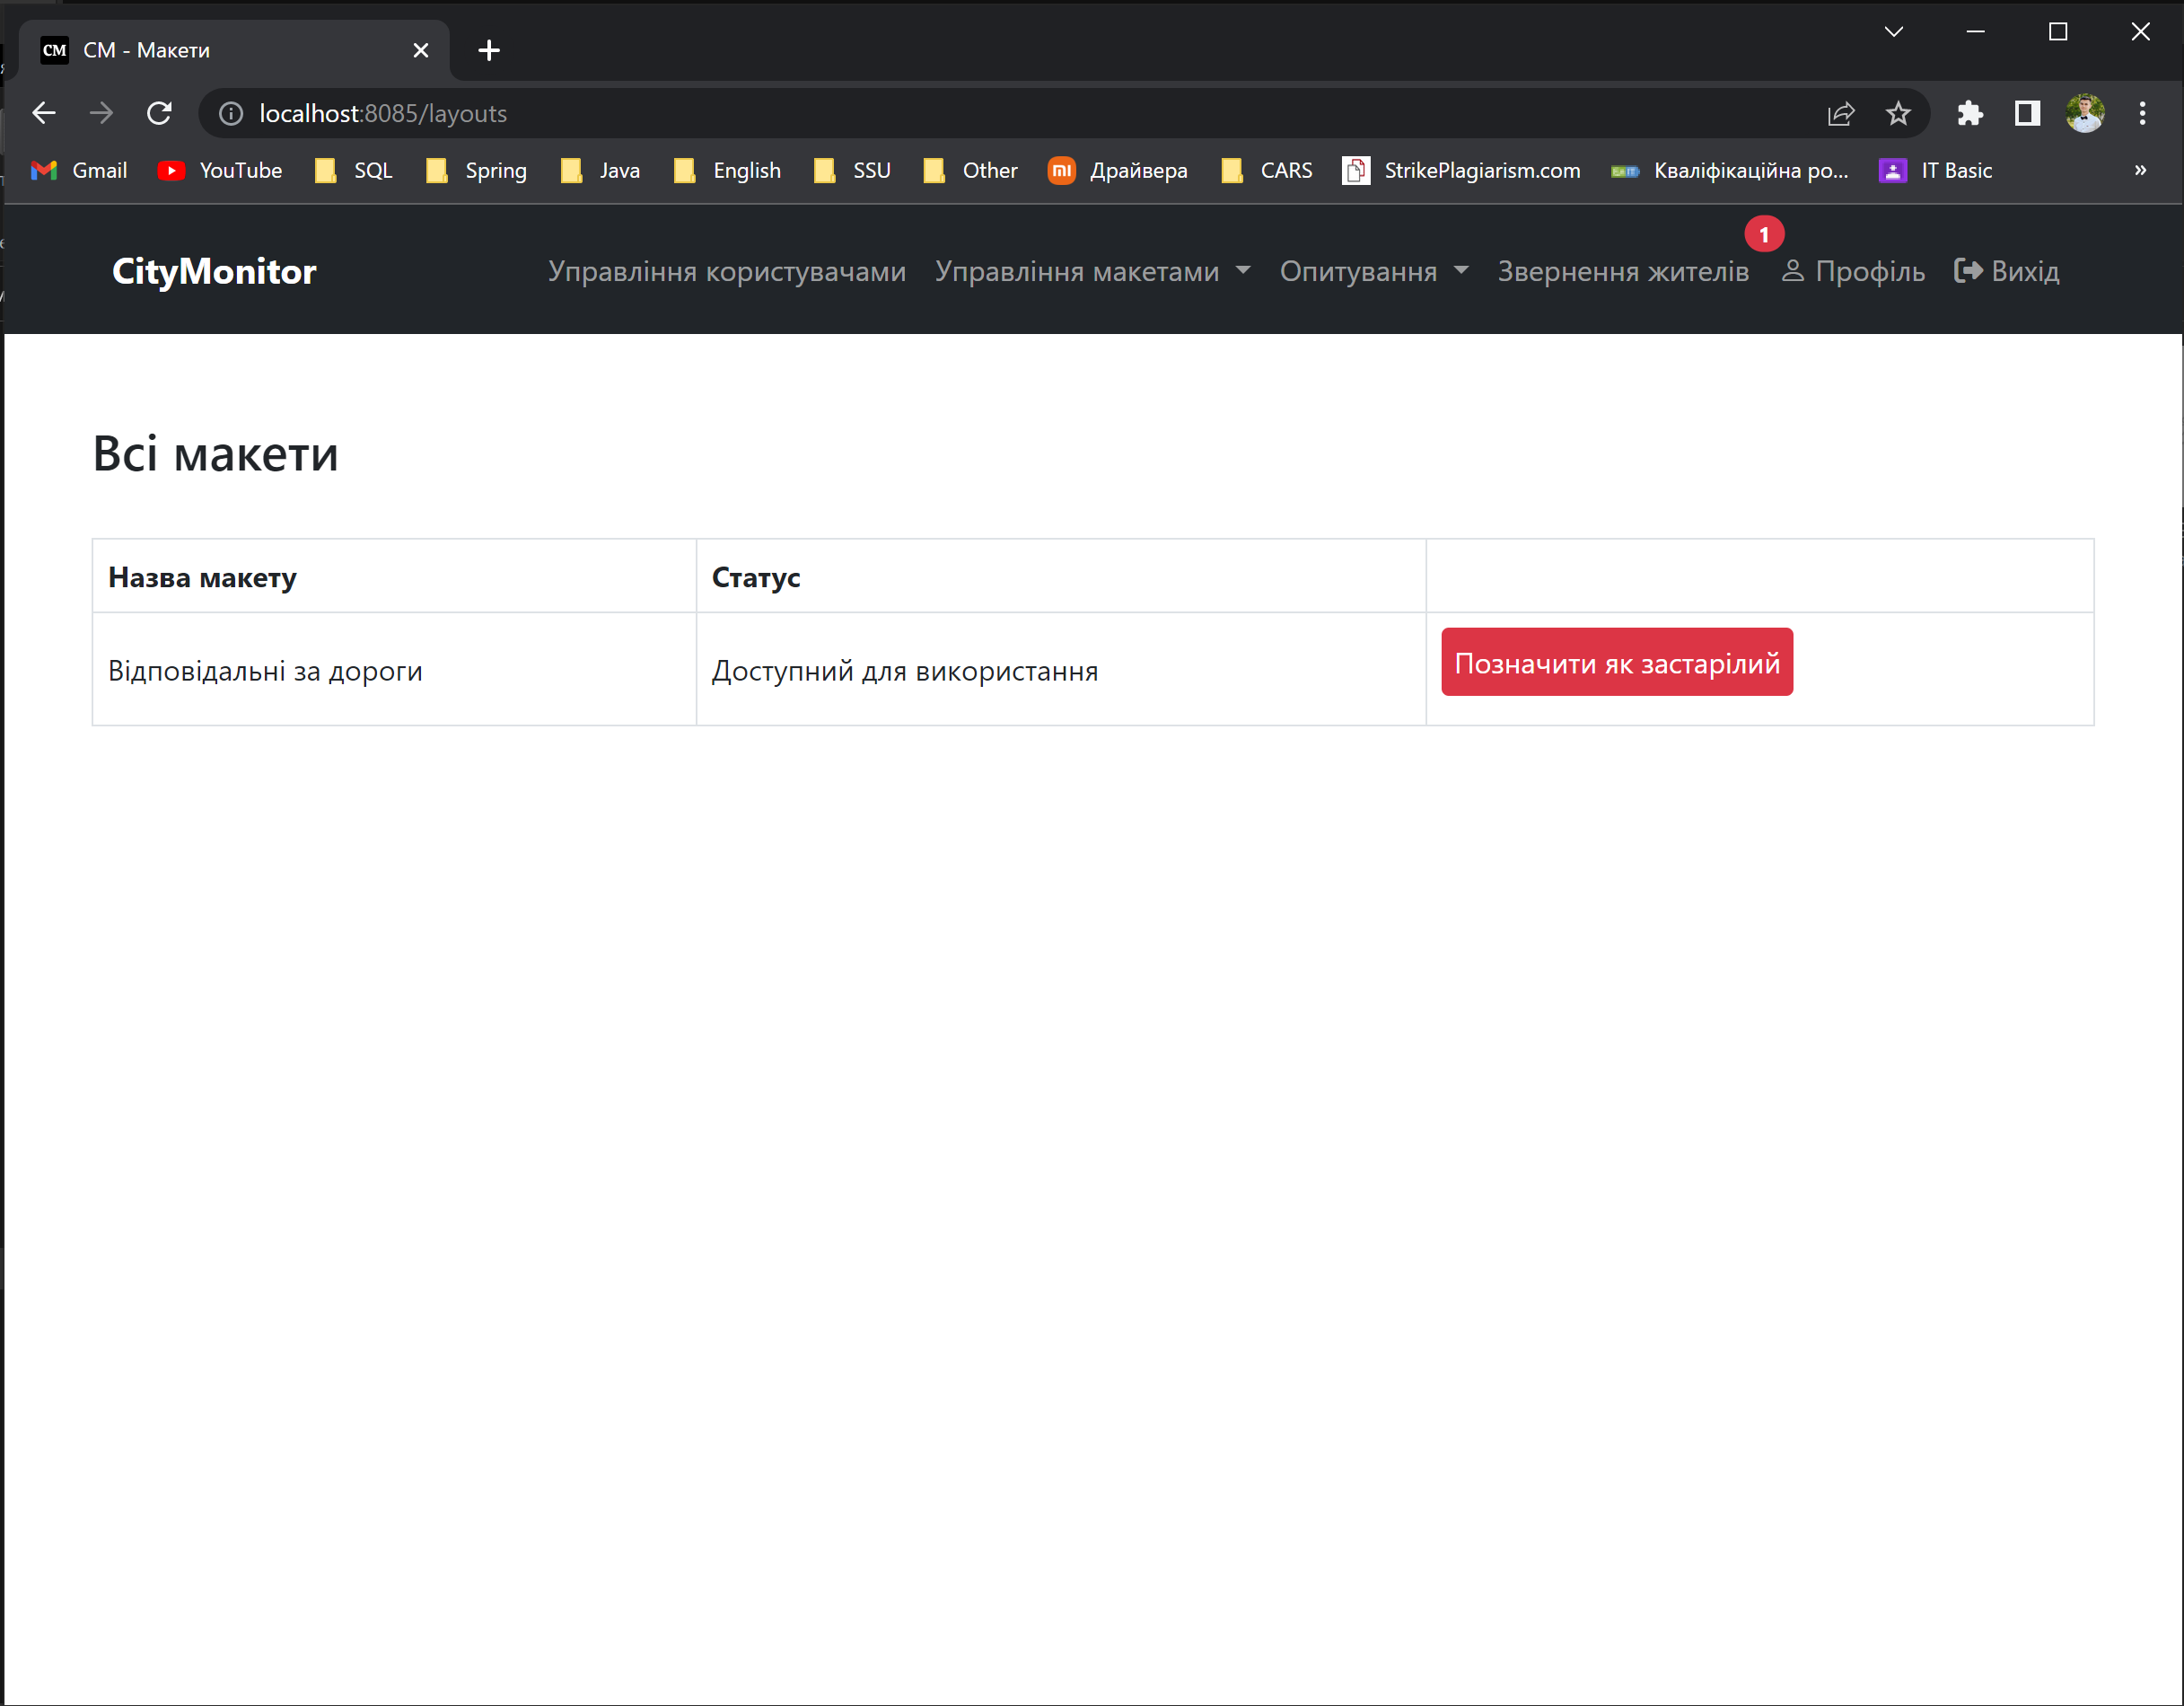 CM CM - Макети
localhost:8085/layouts
Gmail YouTube SQL Spring Java English SSU Other Драйвера CARS StrikePlagiarism.com Кваліфікаційна ро... IT Basic »
1
CityMonitor Управління користувачами Управління макетами Опитування Звернення жителів Профіль Вихід
Всі макети
Назва макету Статус
Відповідальні за дороги Доступний для використання Позначити як застарілий